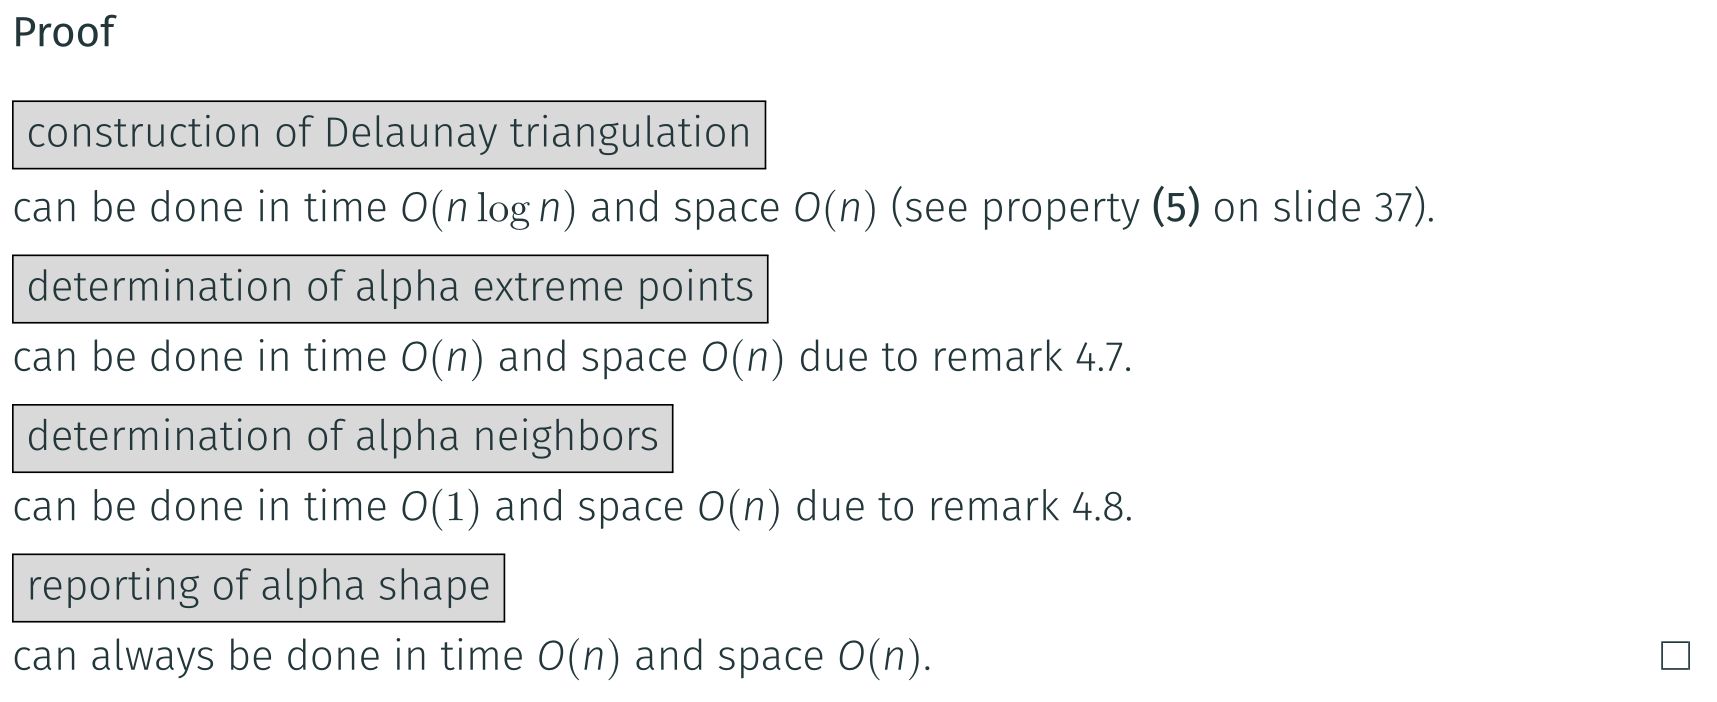 Proof
construction of Delaunay triangulation
can be done in time O(n log n) and space O(n) (see property (5) on slide 37).
determination of alpha extreme points
can be done in time O(n) and space O(n) due to remark 4.7.
determination of alpha neighbors
can be done in time O(1) and space O(n) due to remark 4.8.
reporting of alpha shape
can always be done in time O(n) and space O(n). □